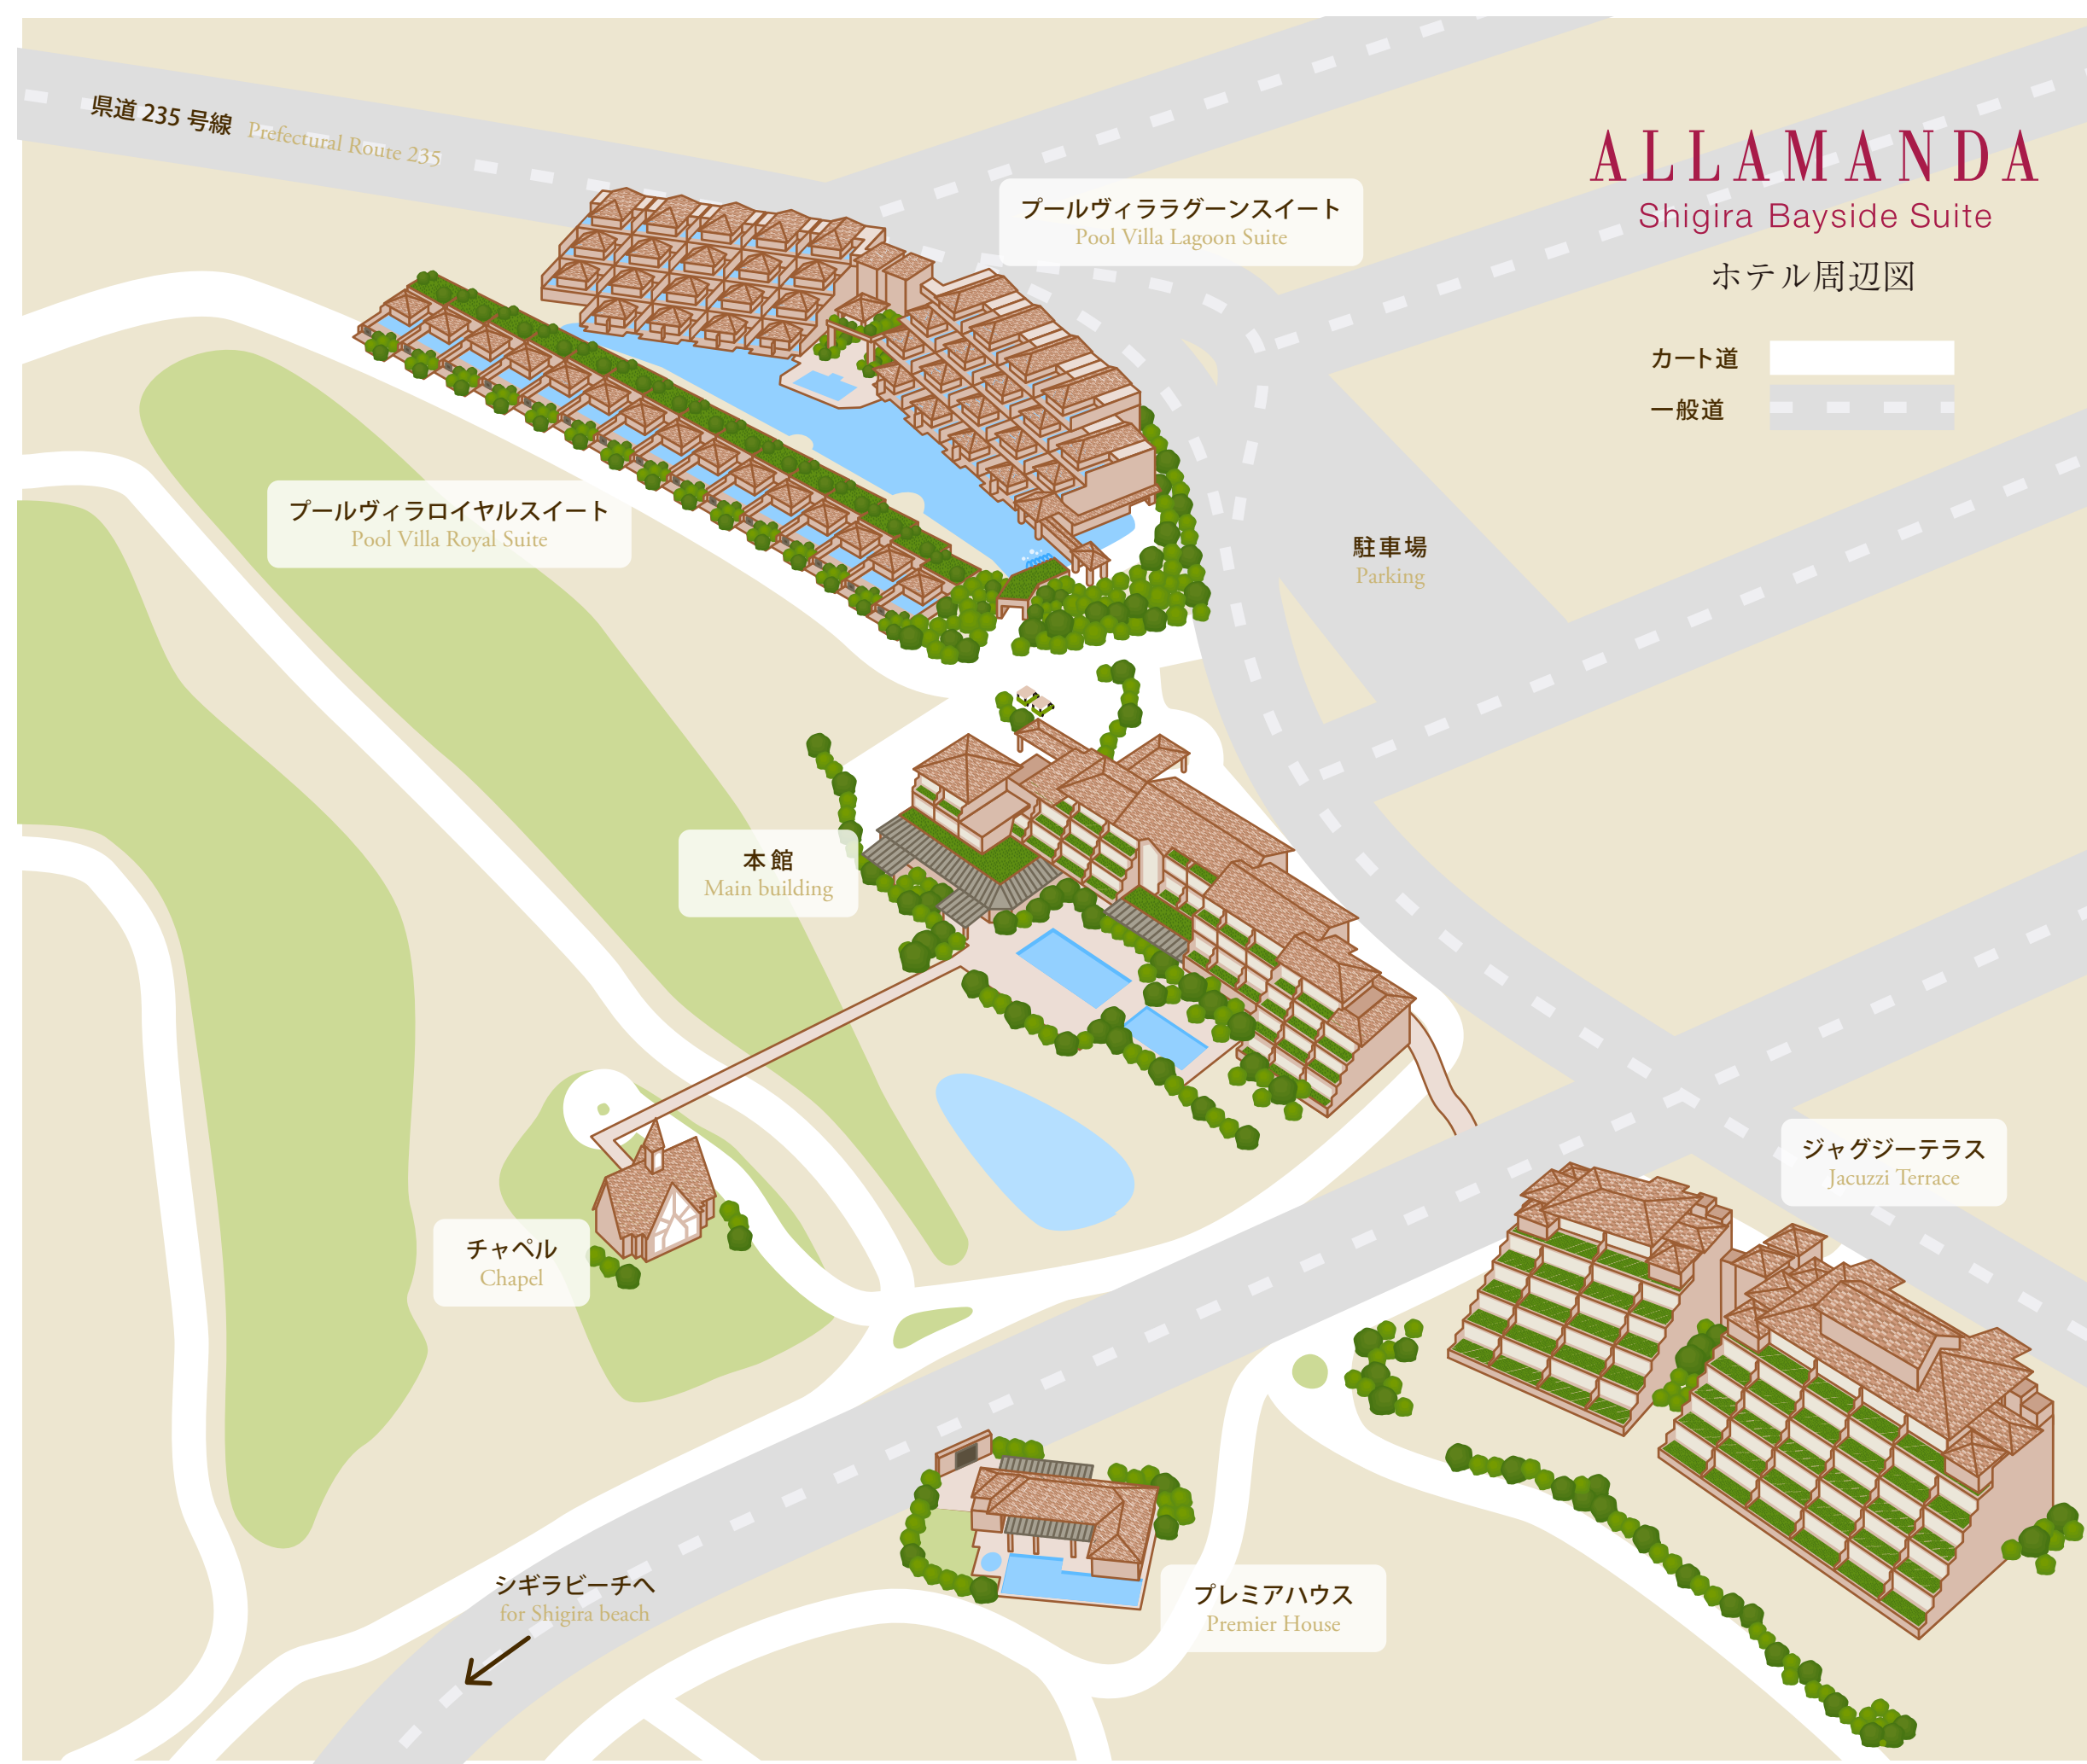 県道 235 号線 Prefectural Route 235
プールヴィララグーンスイート
Pool Villa Lagoon Suite
ALLAMANDA
Shigira Bayside Suite
ホテル周辺図
カート道
一般道
プールヴィラロイヤルスイート
Pool Villa Royal Suite
駐車場
Parking
本館
Main building
ジャグジーテラス
Jacuzzi Terrace
チャペル
Chapel
シギラビーチへ
for Shigira beach
プレミアハウス
Premier House